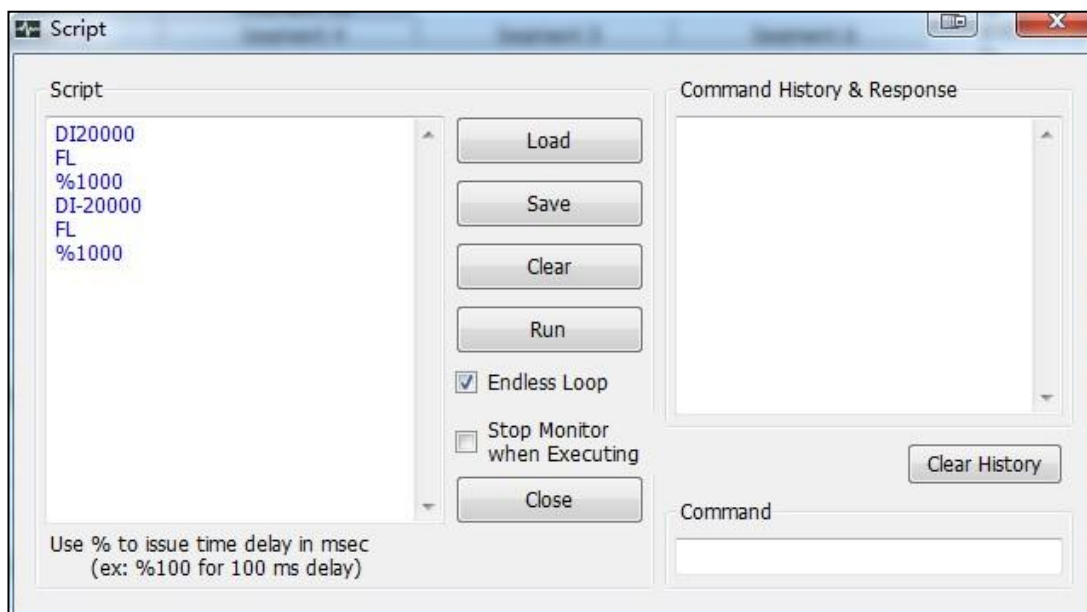 Script
Script
DI20000
FL
%1000
DI-20000
FL
%1000
Load
Save
Clear
Run
Endless Loop
Stop Monitor
when Executing
Close
Use % to issue time delay in msec
(ex: %100 for 100 ms delay)
Command History & Response
Clear History
Command